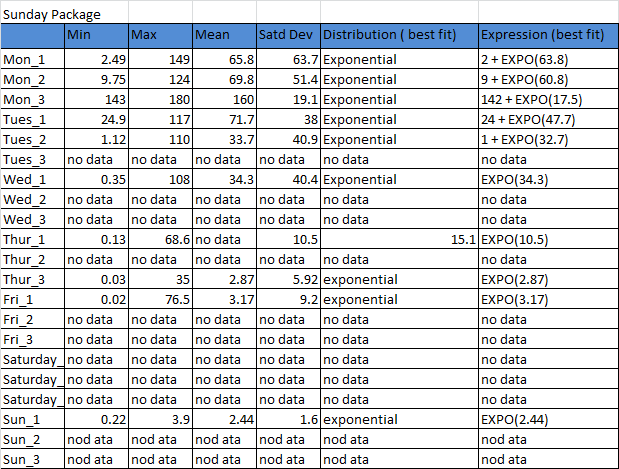 Sunday Package
Min Max Mean Satd Dev Distribution ( best fit) Expression (best fit)
Mon_1 2.49 149 65.8 63.7 Exponential 2 + EXPO(63.8)
Mon_2 9.75 124 69.8 51.4 Exponential 9 + EXPO(60.8)
Mon_3 143 180 160 19.1 Exponential 142 + EXPO(17.5)
Tues_1 24.9 117 71.7 38 Exponential 24 + EXPO(47.7)
Tues_2 1.12 110 33.7 40.9 Exponential 1 + EXPO(32.7)
Tues_3 no data no data no data no data no data no data
Wed_1 0.35 108 34.3 40.4 Exponential EXPO(34.3)
Wed_2 no data no data no data no data no data no data
Wed_3 no data no data no data no data no data no data
Thur_1 0.13 68.6 no data 10.5 15.1 EXPO(10.5)
Thur_2 no data no data no data no data no data no data
Thur_3 0.03 35 2.87 5.92 exponential EXPO(2.87)
Fri_1 0.02 76.5 3.17 9.2 exponential EXPO(3.17)
Fri_2 no data no data no data no data no data no data
Fri_3 no data no data no data no data no data no data
Saturday_ no data no data no data no data no data no data
Saturday_ no data no data no data no data no data no data
Saturday_ no data no data no data no data no data no data
Sun_1 0.22 3.9 2.44 1.6 exponential EXPO(2.44)
Sun_2 nod ata nod ata nod ata nod ata nod ata nod ata
Sun_3 nod ata nod ata nod ata nod ata nod ata nod ata